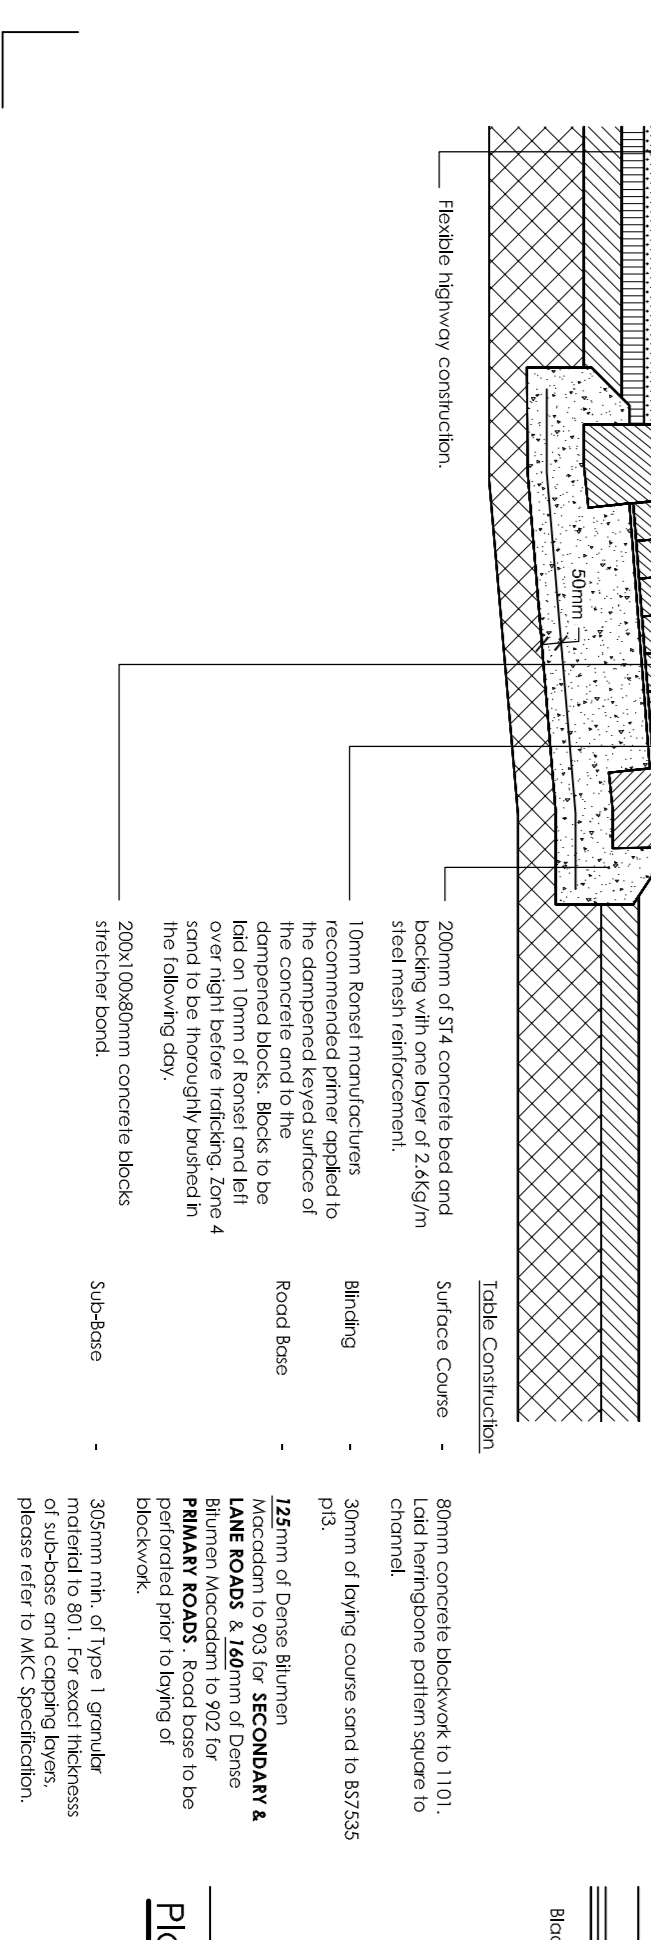 Flexible highway construction.
50mm
200mm of ST4 concrete bed and
backing with one layer of 2.6Kg/m
steel mesh reinforcement.
10mm Ronset manufacturers
recommended primer applied to
the dampened keyed surface of
the concrete and to the
dampened blocks. Blocks to be
laid on 10mm of Ronset and left
over night before traficking. Zone 4
sand to be thoroughly brushed in
the following day.
200x100x80mm concrete blocks
stretcher bond.
Table Construction
Surface Course -
80mm concrete blockwork to 1101.
Laid herringbone pattern square to
channel.
Blinding -
30mm of laying course sand to BS7535
pt3.
Road Base -
125mm of Dense Bitumen
Macadam to 903 for SECONDARY &
LANE ROADS & 160mm of Dense
Bitumen Macadam to 902 for
PRIMARY ROADS. Road base to be
perforated prior to laying of
blockwork.
Sub-Base -
305mm min. of Type 1 granular
material to 801. For exact thicknesss
of sub-base and capping layers,
please refer to MKC Specification.